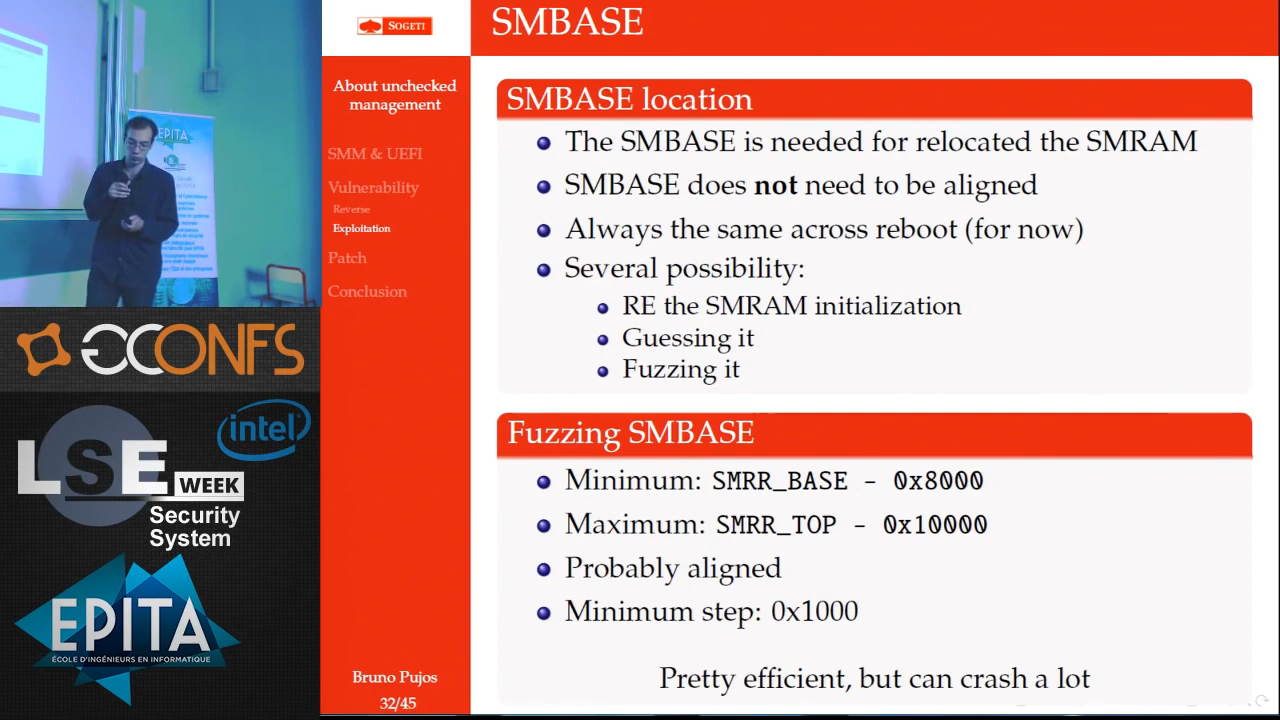 SOGETI
SMBASE
About unchecked
management
SMM & UEFI
Vulnerability
Reverse
Exploitation
Patch
Conclusion
Bruno Pujos
32/45
SMBASE location
The SMBASE is needed for relocated the SMRAM
SMBASE does not need to be aligned
Always the same across reboot (for now)
Several possibility:
RE the SMRAM initialization
Guessing it
Fuzzing it
Fuzzing SMBASE
Minimum: SMRR_BASE - 0x8000
Maximum: SMRR_TOP - 0x10000
Probably aligned
Minimum step: 0x1000
Pretty efficient, but can crash a lot
EPITA
GCONFS
intel
LSE
WEEK
Security
System
EPITA
ÉCOLE D'INGÉNIEURS EN INFORMATIQUE